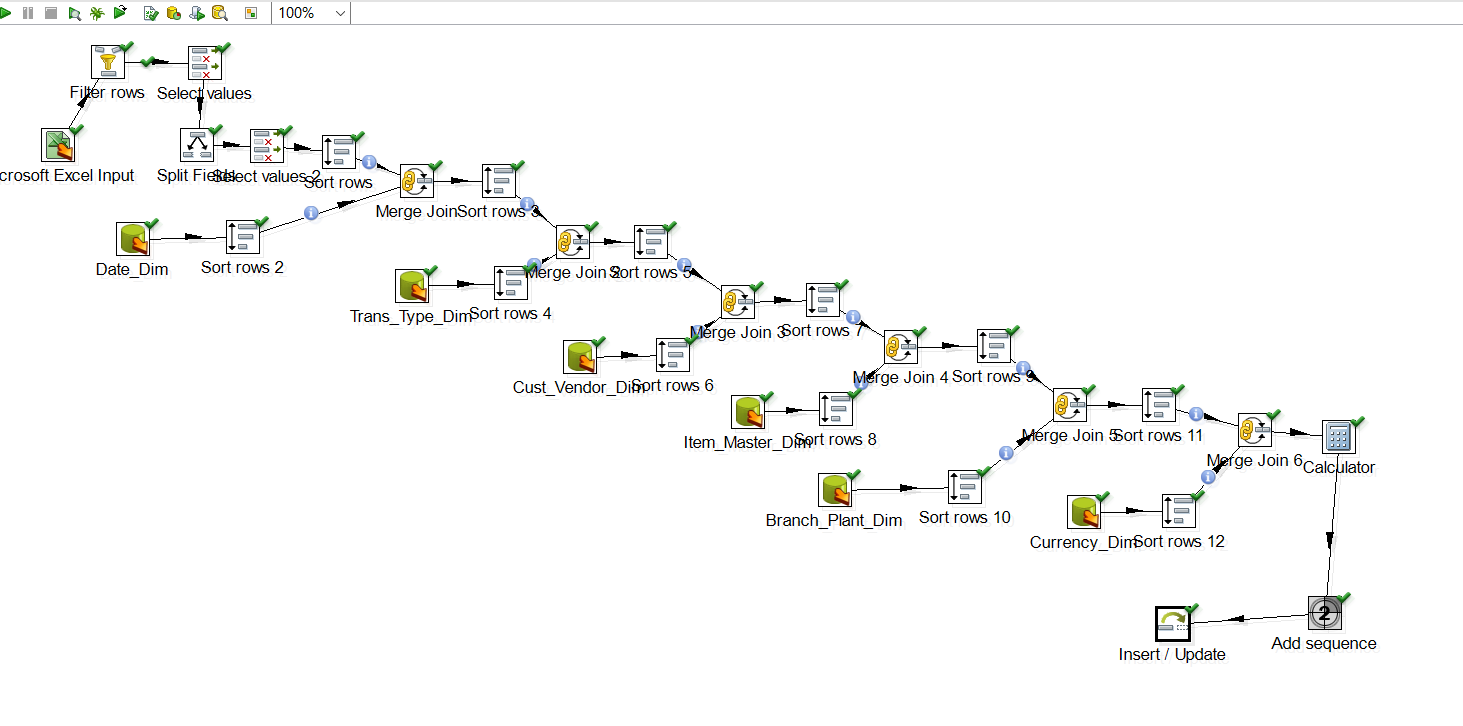 100%
Filter rows
Select values
crosoft Excel Input
Split Fields
Select values 2
Sort rows
Merge Join
Sort rows 3
Date_Dim
Sort rows 2
Merge Join 2
Sort rows 5
Trans_Type_Dim
Sort rows 4
Merge Join 3
Sort rows 7
Cust_Vendor_Dim
Sort rows 6
Merge Join 4
Sort rows 9
Item_Master_Dim
Sort rows 8
Merge Join 5
Sort rows 11
Merge Join 6
Calculator
Branch_Plant_Dim
Sort rows 10
Currency_Dim
Sort rows 12
2
Add sequence
Insert / Update